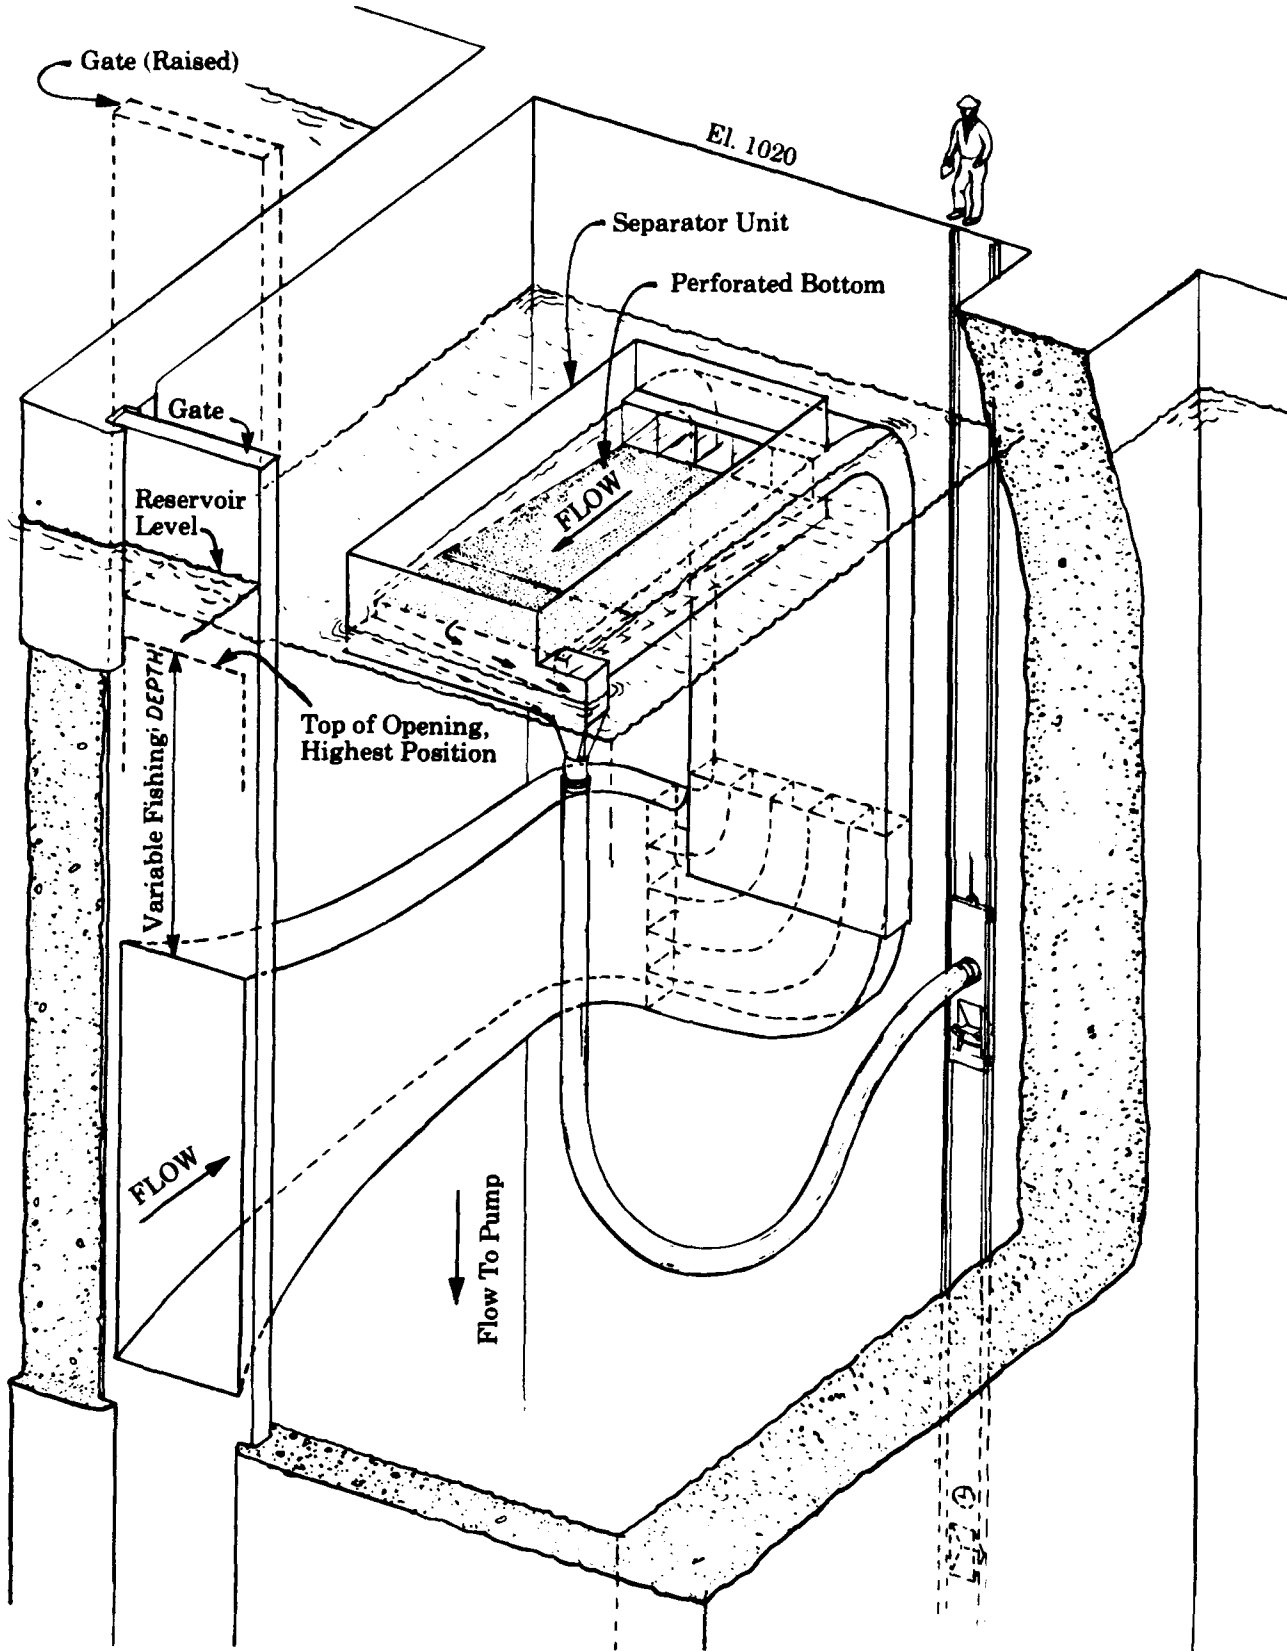 Gate (Raised)
El. 1020
Separator Unit
Perforated Bottom
Gate
FLOW
Reservoir
Level
Top of Opening,
Highest Position
Variable Fishing DEPTH
FLOW
Flow To Pump